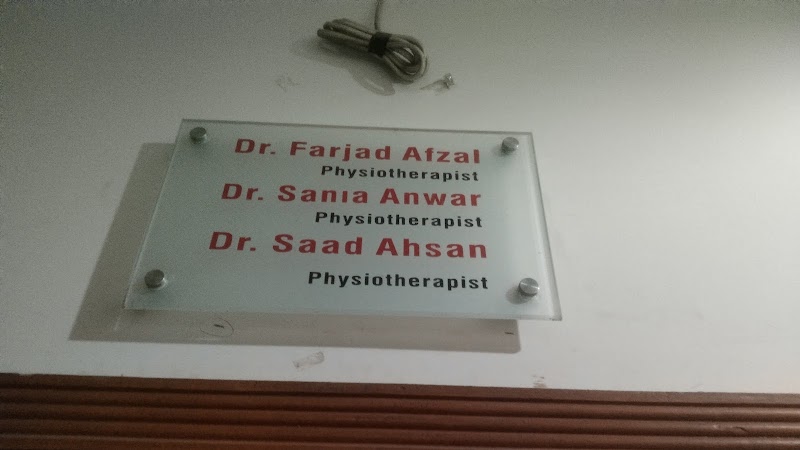 Dr. Farjad Afzal
Physiotherapist
Dr. Sania Anwar
Physiotherapist
Dr. Saad Ahsan
Physiotherapist